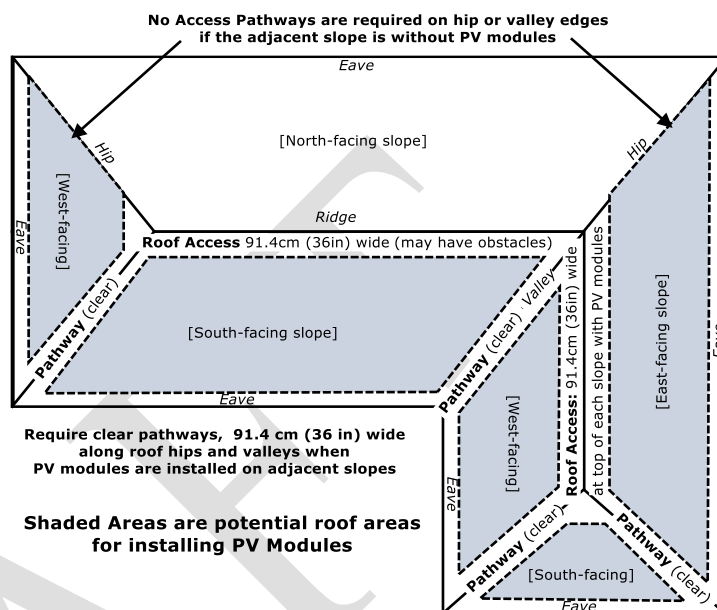 No Access Pathways are required on hip or valley edges
if the adjacent slope is without PV modules
Eave
[North-facing slope]
Hip
Hip
[West-facing]
Eave
Ridge
Roof Access 91.4cm (36in) wide (may have obstacles)
Pathway (clear)
[South-facing slope]
Pathway (clear)
Valley
Eave
Roof Access: 91.4cm (36in) wide
at top of each slope with PV modules
[East-facing slope]
[West-facing]
Eave
Require clear pathways, 91.4 cm (36 in) wide
along roof hips and valleys when
PV modules are installed on adjacent slopes
Shaded Areas are potential roof areas
for installing PV Modules
Pathway (clear)
Pathway (clear)
[South-facing]
Eave